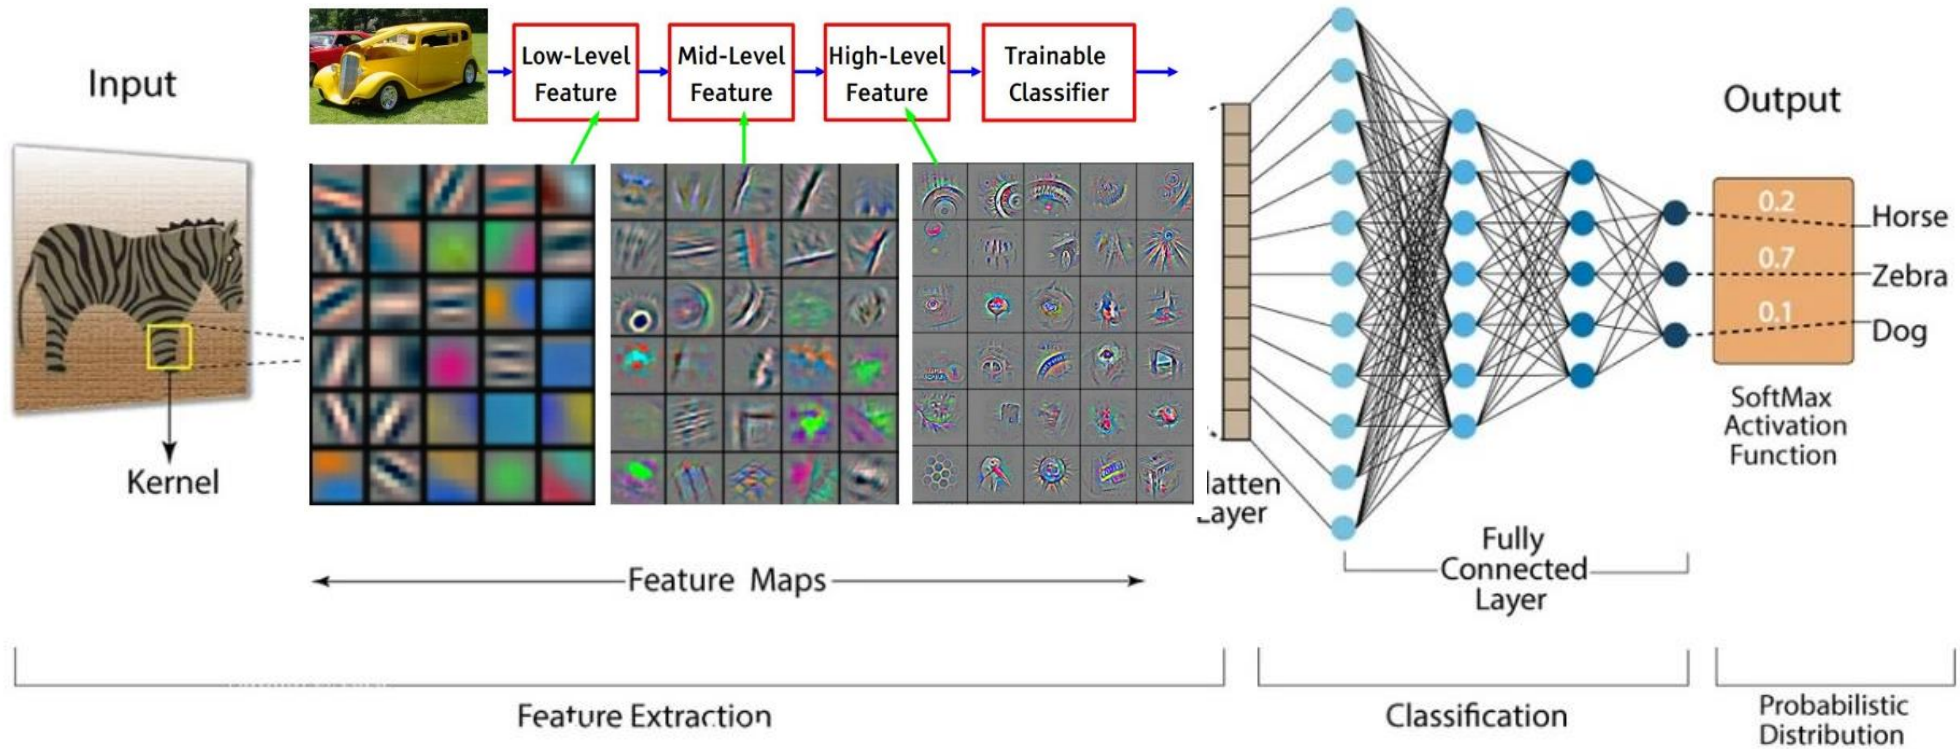 Input
Low-Level
Feature
Mid-Level
Feature
High-Level
Feature
Trainable
Classifier
Output
0.2
Horse
0.7
Zebra
0.1
Dog
Kernel
SoftMax
Activation
Function
latten
ayer
Feature Maps
Fully
Connected
Layer
Feature Extraction
Classification
Probabilistic
Distribution